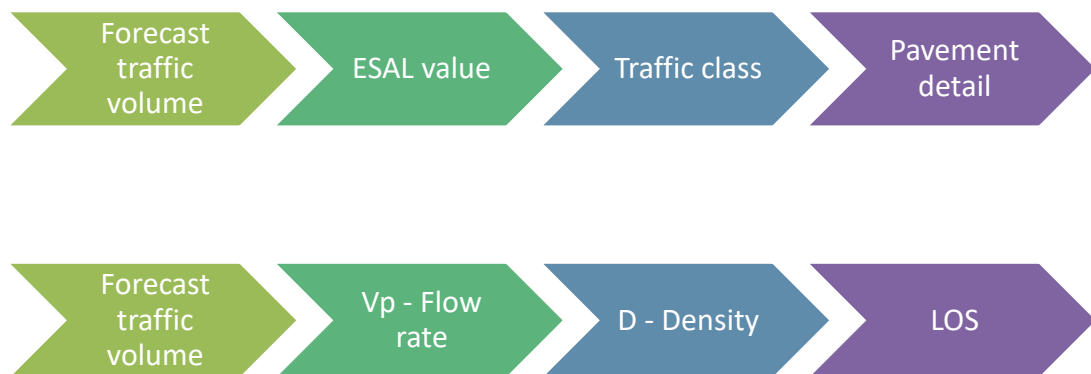 Forecast
traffic
volume
ESAL value
Traffic class
Pavement
detail
Forecast
traffic
volume
Vp - Flow
rate
D - Density
LOS